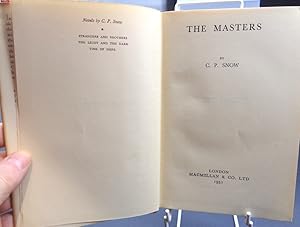 Novels by C. P. Snow
*
STRANGERS AND BROTHERS
THE LIGHT AND THE DARK
TIME OF HOPE
THE MASTERS
BY
C. P. SNOW
LONDON
MACMILLAN & CO. LTD
1951